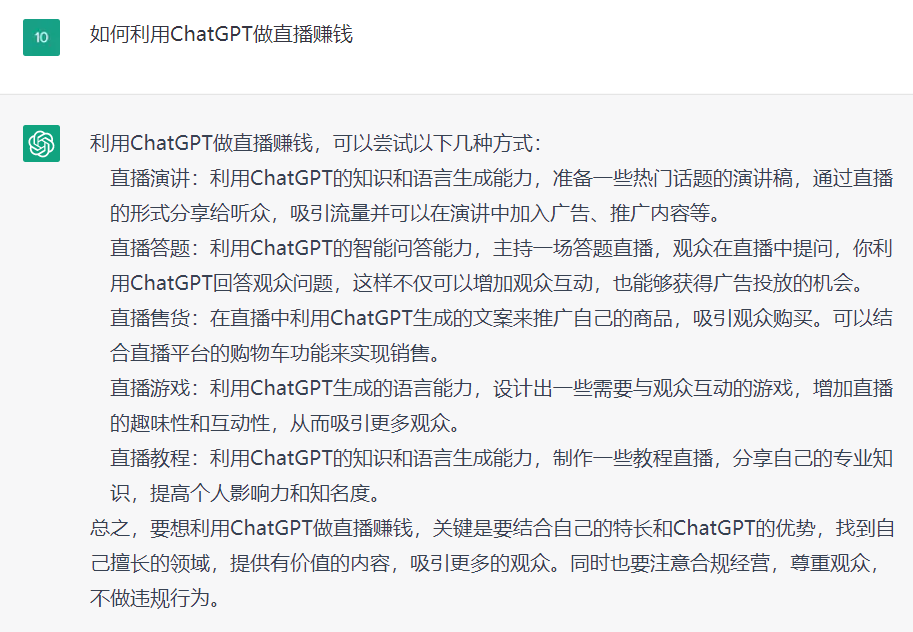 10
如何利用ChatGPT做直播赚钱
利用ChatGPT做直播赚钱，可以尝试以下几种方式：
直播演讲：利用ChatGPT的知识和语言生成能力，准备一些热门话题的演讲稿，通过直播
的形式分享给听众，吸引流量并可以在演讲中加入广告、推广内容等。
直播答题：利用ChatGPT的智能问答能力，主持一场答题直播，观众在直播中提问，你利
用ChatGPT回答观众问题，这样不仅可以增加观众互动，也能够获得广告投放的机会。
直播售货：在直播中利用ChatGPT生成的文案来推广自己的商品，吸引观众购买。可以结
合直播平台的购物车功能来实现销售。
直播游戏：利用ChatGPT生成的语言能力，设计出一些需要与观众互动的游戏，增加直播
的趣味性和互动性，从而吸引更多观众。
直播教程：利用ChatGPT的知识和语言生成能力，制作一些教程直播，分享自己的专业知
识，提高个人影响力和知名度。
总之，要想利用ChatGPT做直播赚钱，关键是要结合自己的特长和ChatGPT的优势，找到自
己擅长的领域，提供有价值的内容，吸引更多的观众。同时也要注意合规经营，尊重观众，
不做违规行为。